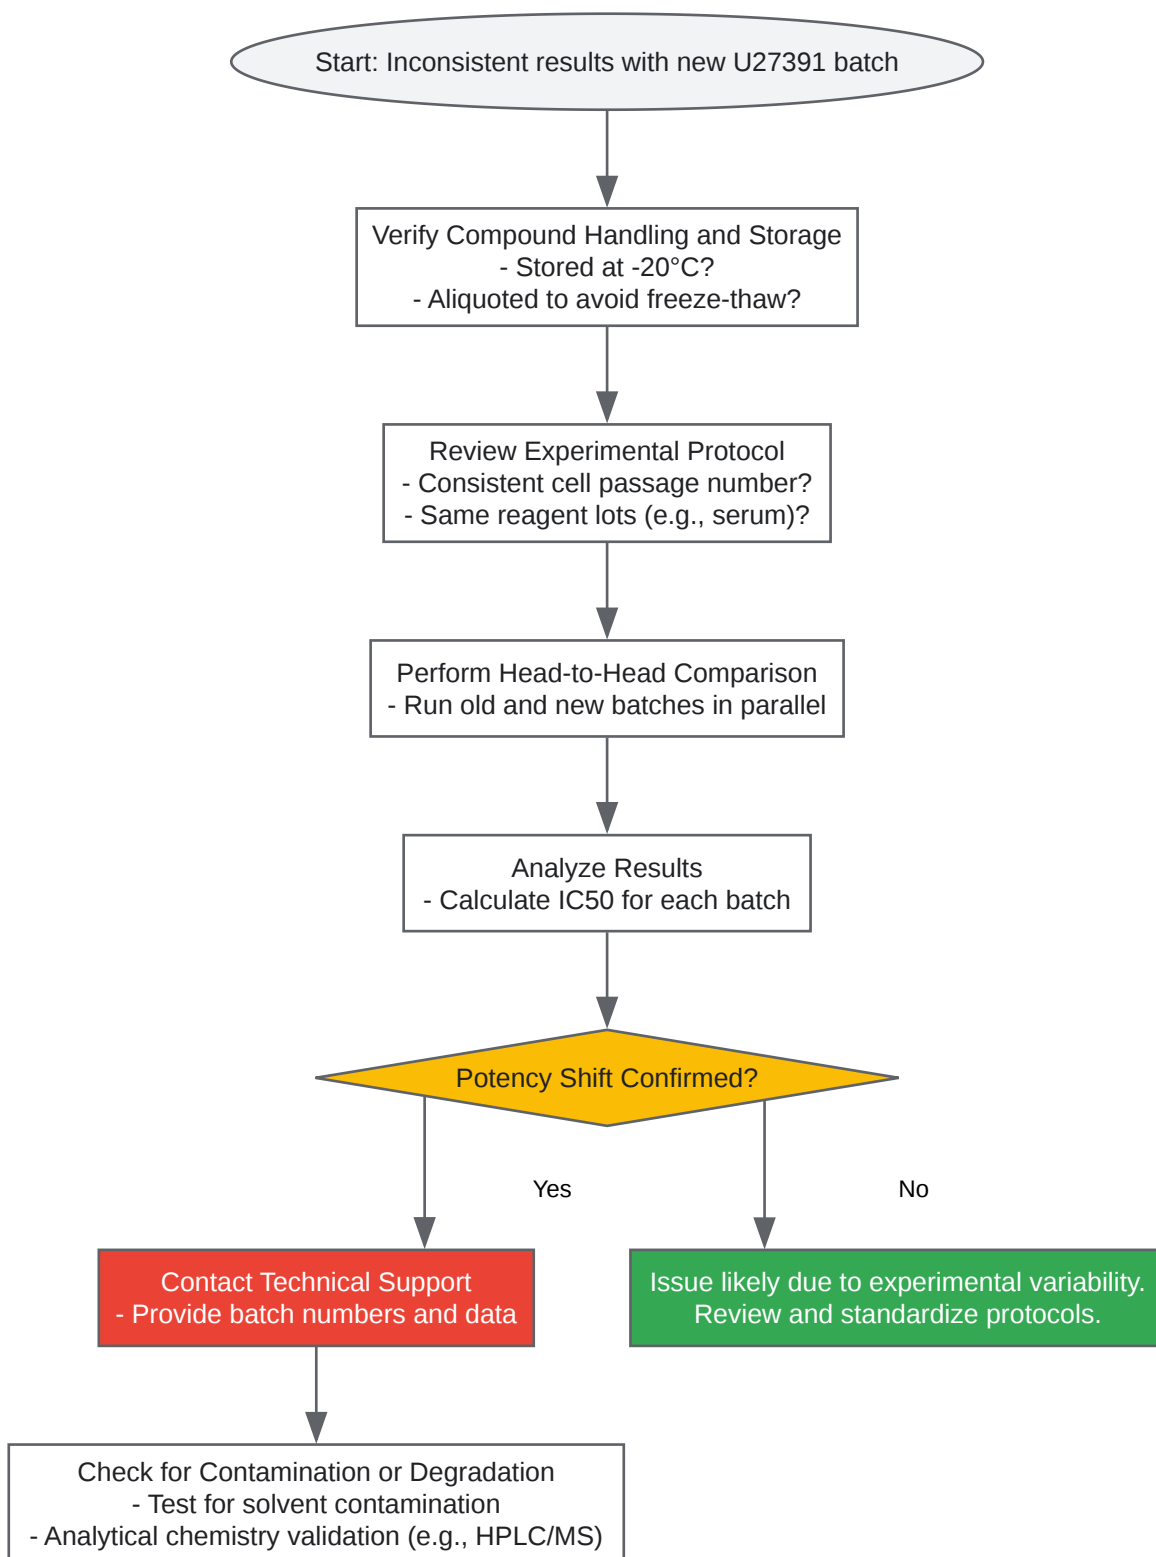 Start: Inconsistent results with new U27391 batch
Verify Compound Handling and Storage
- Stored at -20°C?
- Aliquoted to avoid freeze-thaw?
Review Experimental Protocol
- Consistent cell passage number?
- Same reagent lots (e.g., serum)?
Perform Head-to-Head Comparison
- Run old and new batches in parallel
Analyze Results
- Calculate IC50 for each batch
Potency Shift Confirmed?
Yes
No
Contact Technical Support
- Provide batch numbers and data
Issue likely due to experimental variability.
Review and standardize protocols.
Check for Contamination or Degradation
- Test for solvent contamination
- Analytical chemistry validation (e.g., HPLC/MS)